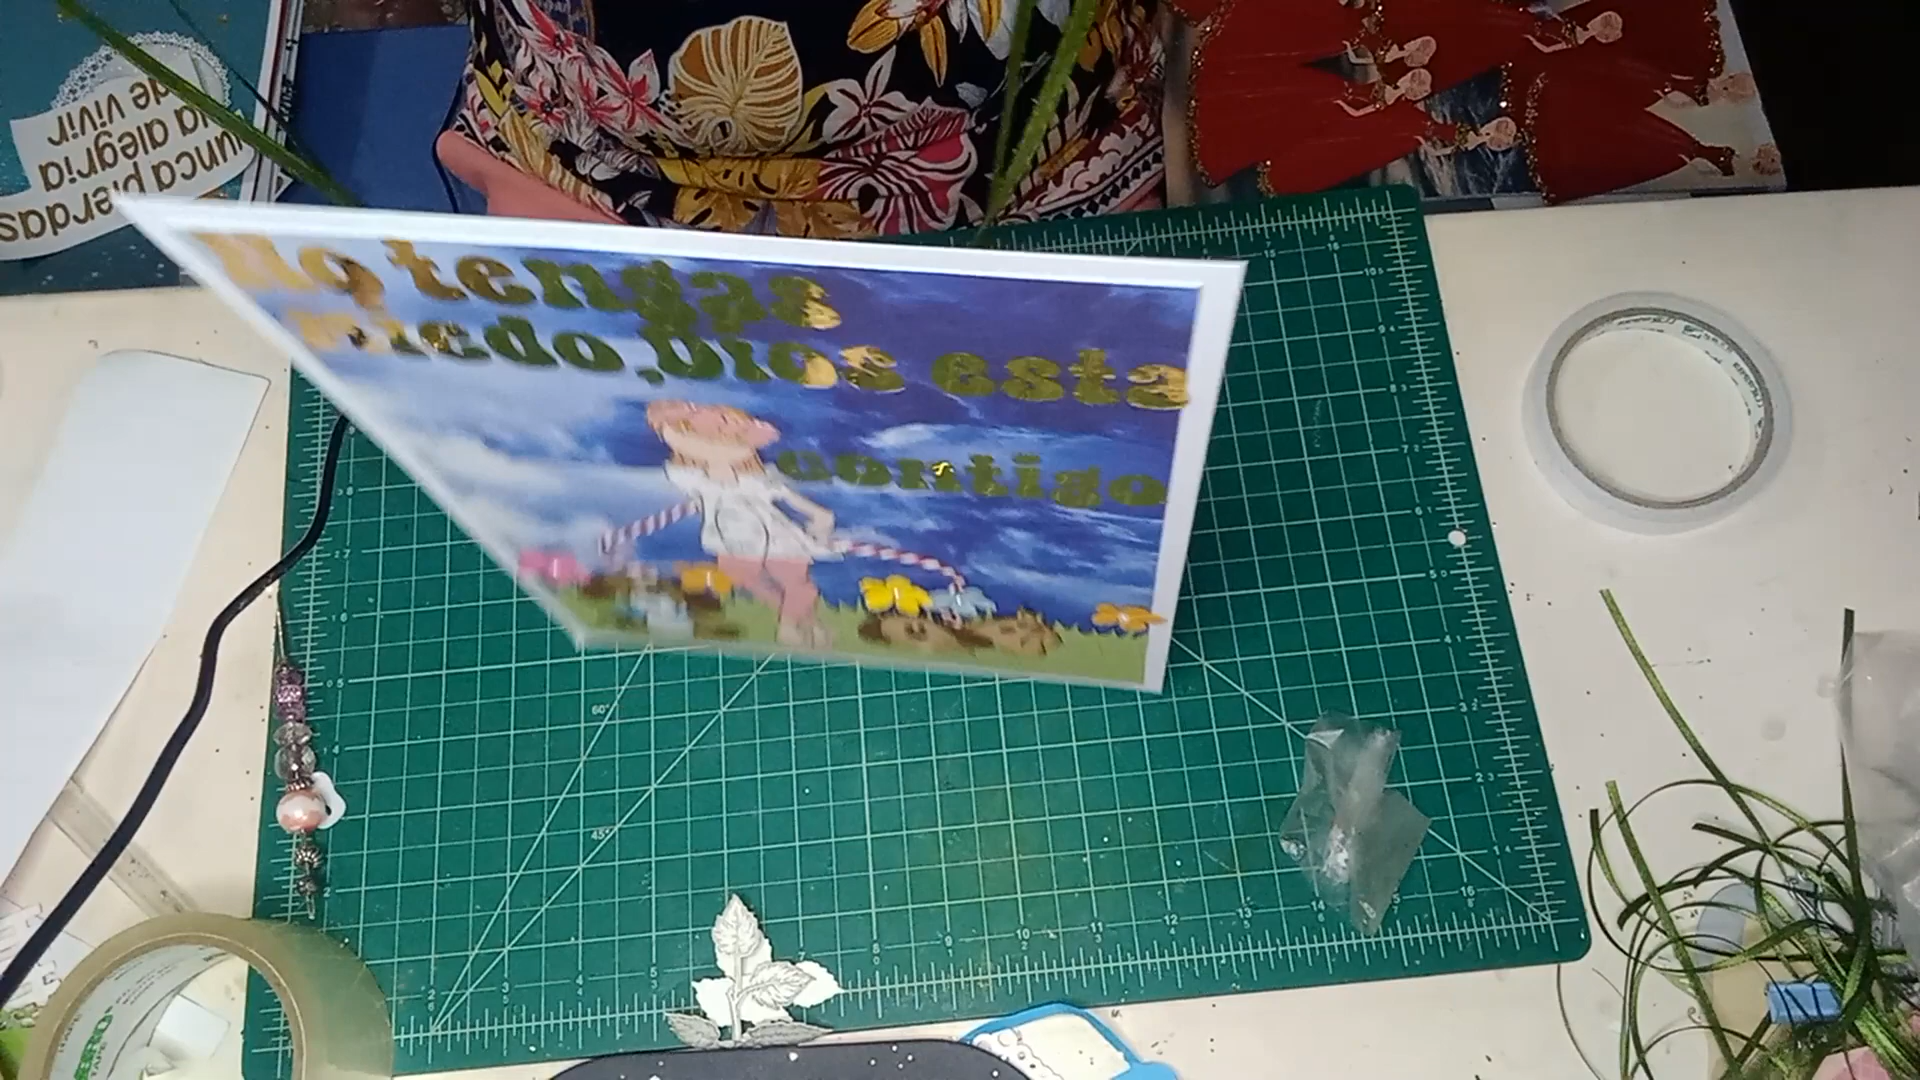 No tengas
miedo, Dios esta
contigo
nunca pierdas
la alegria
de vivir